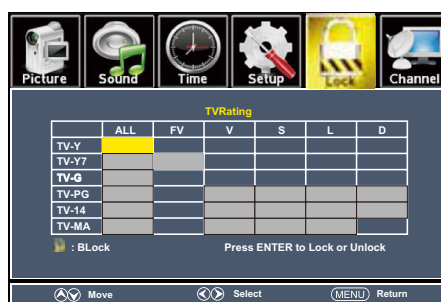 Picture Sound Time Setup Lock Channel
TVRating
ALL FV V S L D
TV-Y
TV-Y7
TV-G
TV-PG
TV-14
TV-MA
: BLock Press ENTER to Lock or Unlock
Move Select MENU Return